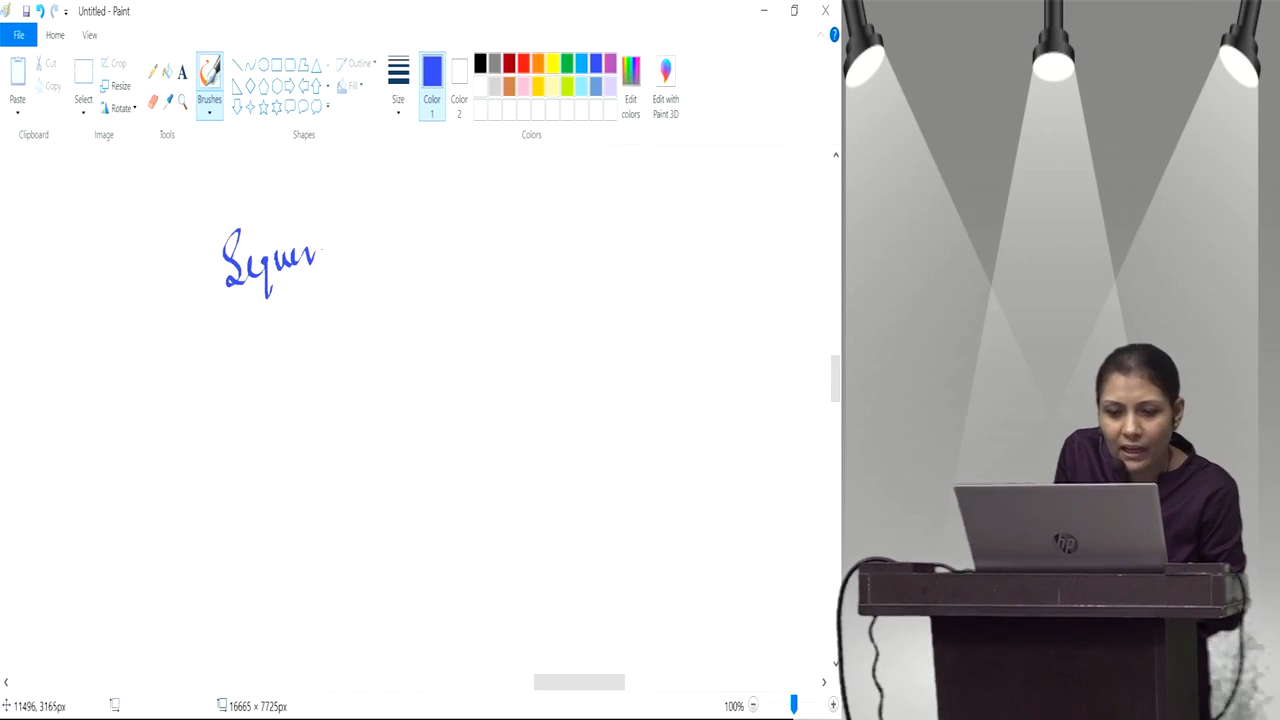 Untitled - Paint
File
Home
View
Paste
Cut
Copy
Clipboard
Select
Crop
Resize
Rotate
Image
A
Tools
Brushes
Outline
Fill
Shapes
Size
Color 1
Color 2
Edit colors
Edit with Paint 3D
Colors
Sequen
hp
11496, 3165px
16665 × 7725px
100%